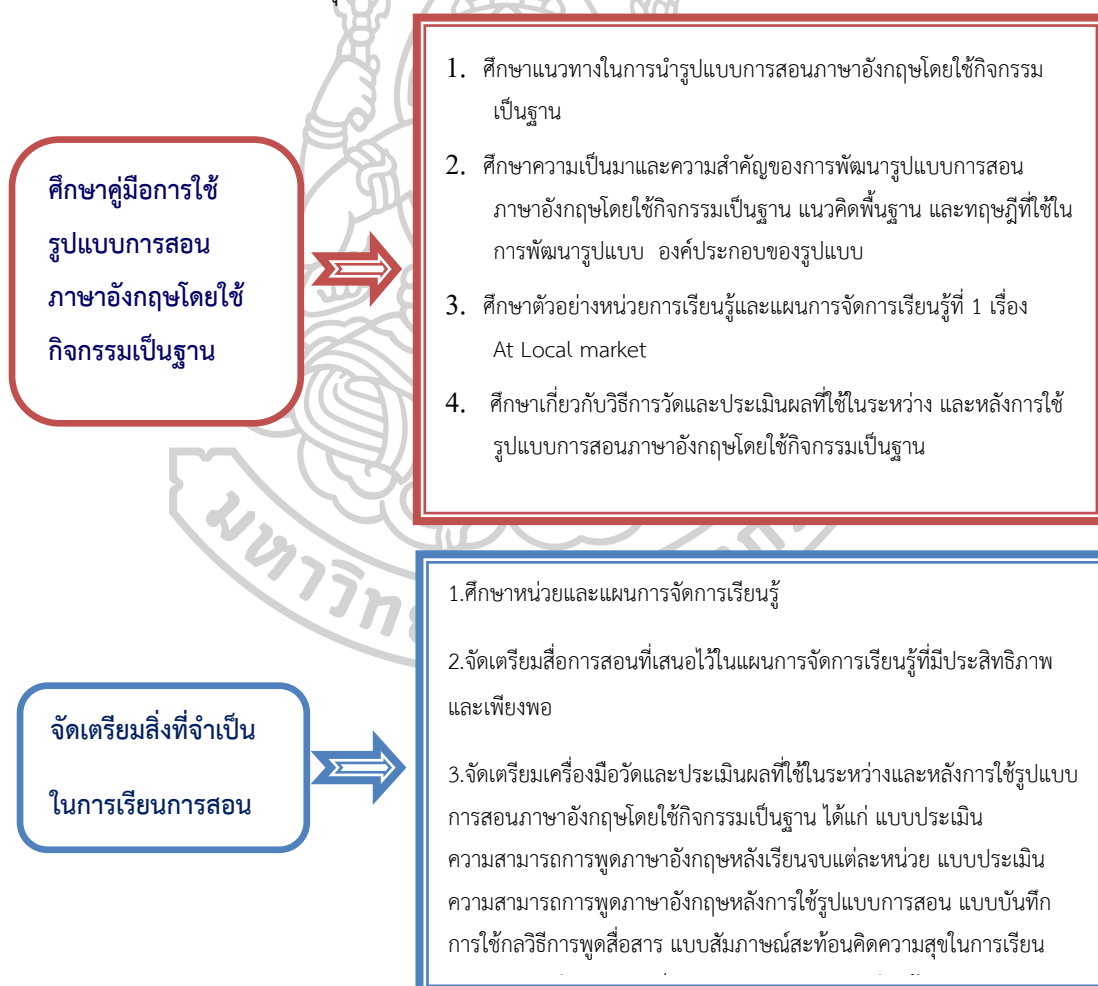 ศึกษาคู่มือการใช้
รูปแบบการสอน
ภาษาอังกฤษโดยใช้
กิจกรรมเป็นฐาน
1. ศึกษาแนวทางในการนำรูปแบบการสอนภาษาอังกฤษโดยใช้กิจกรรม
เป็นฐาน
2. ศึกษาความเป็นมาและความสำคัญของการพัฒนารูปแบบการสอน
ภาษาอังกฤษโดยใช้กิจกรรมเป็นฐาน แนวคิดพื้นฐาน และทฤษฎีที่ใช้ใน
การพัฒนารูปแบบ องค์ประกอบของรูปแบบ
3. ศึกษาตัวอย่างหน่วยการเรียนรู้และแผนการจัดการเรียนรู้ที่ 1 เรื่อง
At Local market
4. ศึกษาเกี่ยวกับวิธีการวัดและประเมินผลที่ใช้ในระหว่าง และหลังการใช้
รูปแบบการสอนภาษาอังกฤษโดยใช้กิจกรรมเป็นฐาน
จัดเตรียมสิ่งที่จำเป็น
ในการเรียนการสอน
1.ศึกษาหน่วยและแผนการจัดการเรียนรู้
2.จัดเตรียมสื่อการสอนที่เสนอไว้ในแผนการจัดการเรียนรู้ที่มีประสิทธิภาพ
และเพียงพอ
3.จัดเตรียมเครื่องมือวัดและประเมินผลที่ใช้ในระหว่างและหลังการใช้รูปแบบ
การสอนภาษาอังกฤษโดยใช้กิจกรรมเป็นฐาน ได้แก่ แบบประเมิน
ความสามารถการพูดภาษาอังกฤษหลังเรียนจบแต่ละหน่วย แบบประเมิน
ความสามารถการพูดภาษาอังกฤษหลังการใช้รูปแบบการสอน แบบบันทึก
การใช้กลวิธีการพูดสื่อสาร แบบสัมภาษณ์สะท้อนคิดความสุขในการเรียน